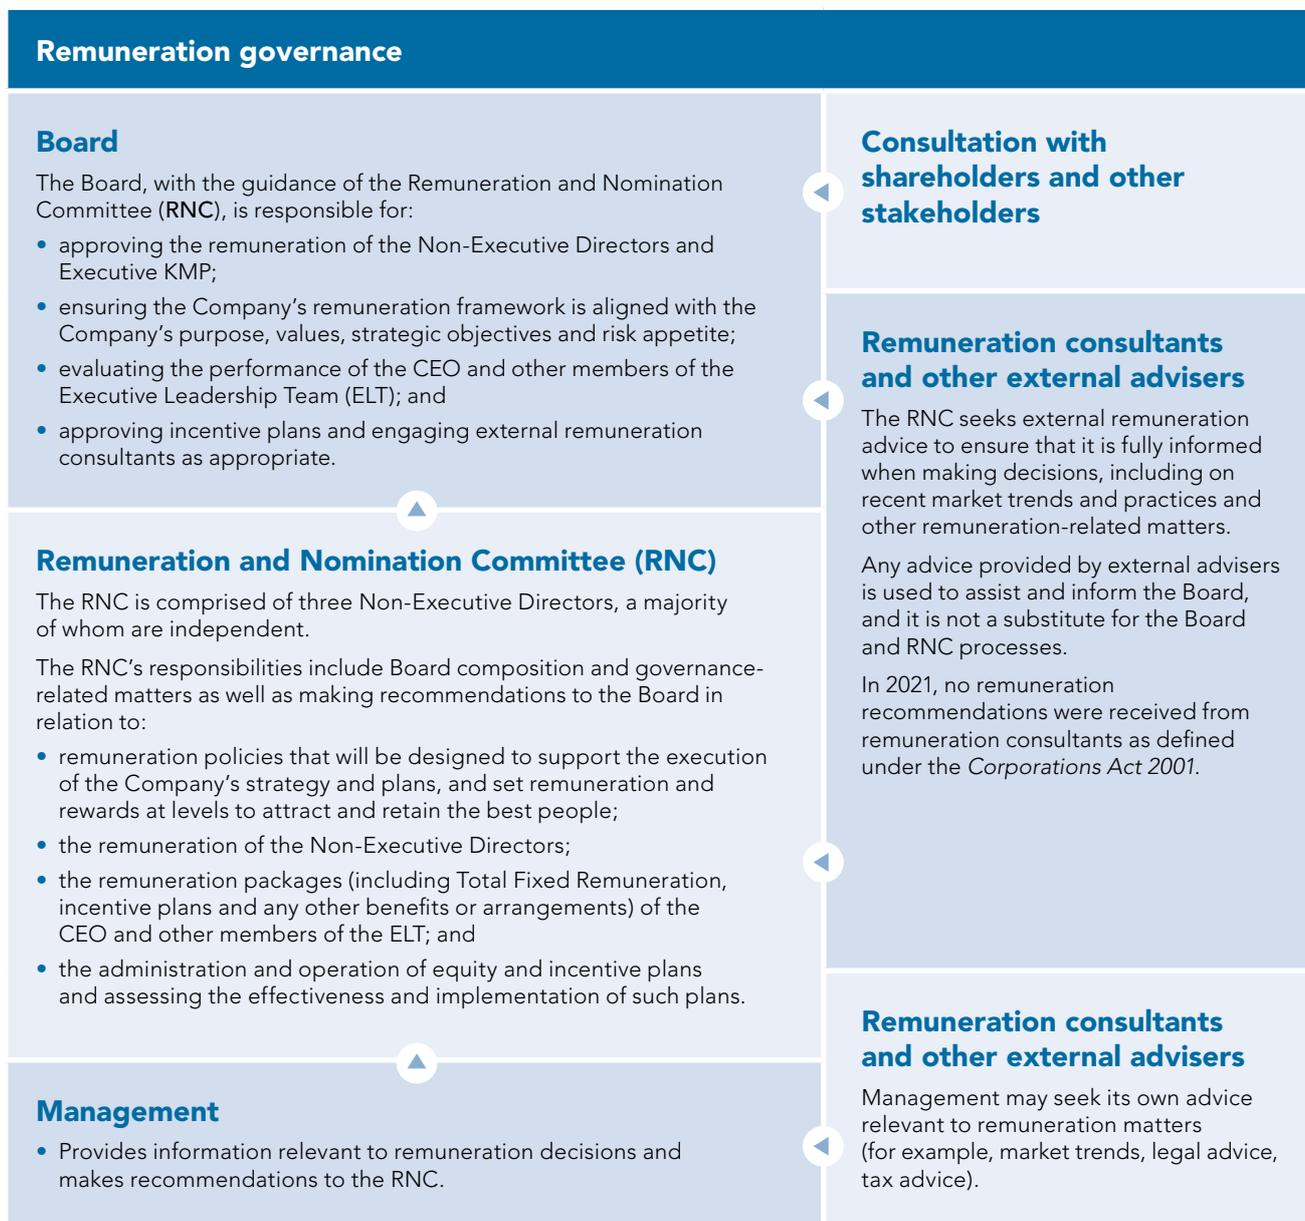 Remuneration governance
Board
The Board, with the guidance of the Remuneration and Nomination
Committee (RNC), is responsible for:
• approving the remuneration of the Non-Executive Directors and
Executive KMP;
• ensuring the Company’s remuneration framework is aligned with the
Company’s purpose, values, strategic objectives and risk appetite;
• evaluating the performance of the CEO and other members of the
Executive Leadership Team (ELT); and
• approving incentive plans and engaging external remuneration
consultants as appropriate.
Remuneration and Nomination Committee (RNC)
The RNC is comprised of three Non-Executive Directors, a majority
of whom are independent.
The RNC’s responsibilities include Board composition and governance-
related matters as well as making recommendations to the Board in
relation to:
• remuneration policies that will be designed to support the execution
of the Company’s strategy and plans, and set remuneration and
rewards at levels to attract and retain the best people;
• the remuneration of the Non-Executive Directors;
• the remuneration packages (including Total Fixed Remuneration,
incentive plans and any other benefits or arrangements) of the
CEO and other members of the ELT; and
• the administration and operation of equity and incentive plans
and assessing the effectiveness and implementation of such plans.
Management
• Provides information relevant to remuneration decisions and
makes recommendations to the RNC.
Consultation with
shareholders and other
stakeholders
Remuneration consultants
and other external advisers
The RNC seeks external remuneration
advice to ensure that it is fully informed
when making decisions, including on
recent market trends and practices and
other remuneration-related matters.
Any advice provided by external advisers
is used to assist and inform the Board,
and it is not a substitute for the Board
and RNC processes.
In 2021, no remuneration
recommendations were received from
remuneration consultants as defined
under the Corporations Act 2001.
Remuneration consultants
and other external advisers
Management may seek its own advice
relevant to remuneration matters
(for example, market trends, legal advice,
tax advice).